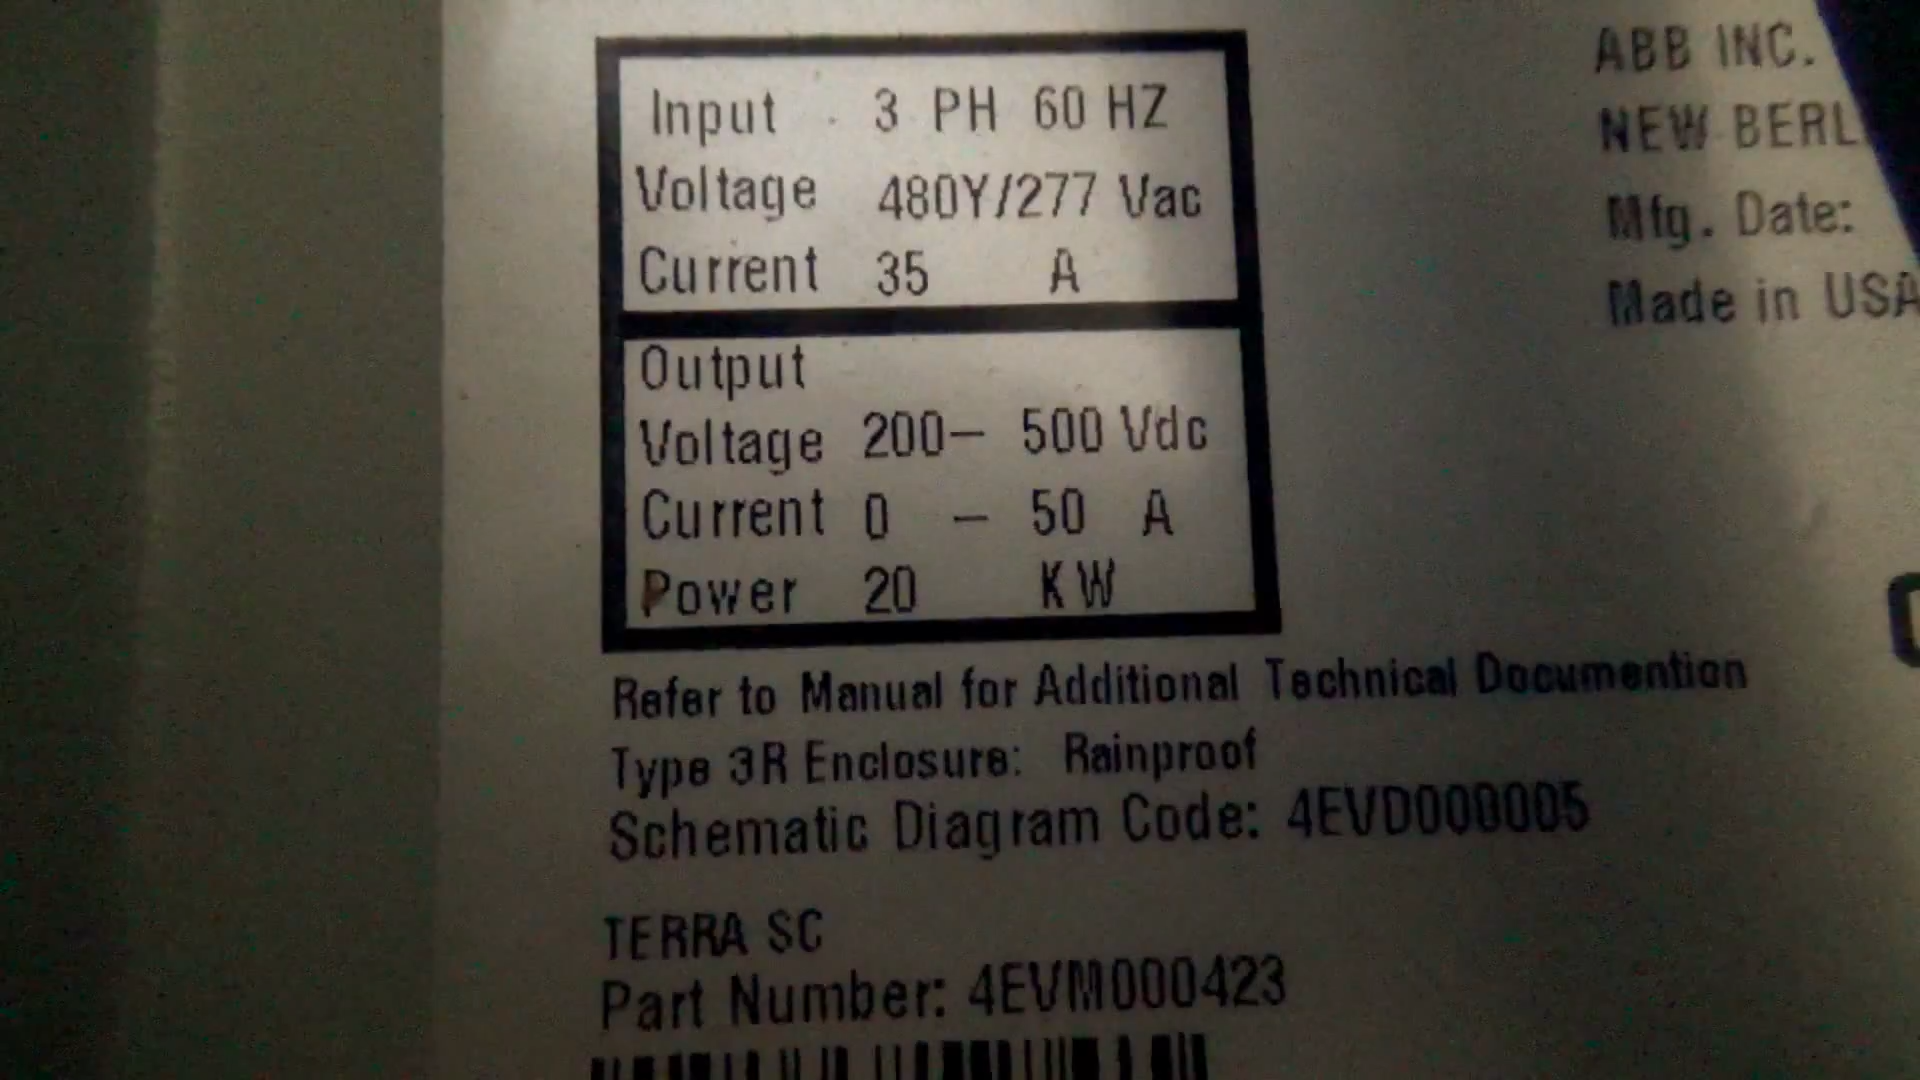 Input 3 PH 60 HZ
Voltage 480Y/277 Vac
Current 35 A
Output
Voltage 200– 500 Vdc
Current 0 – 50 A
Power 20 KW
Refer to Manual for Additional Technical Documention
Type 3R Enclosure: Rainproof
Schematic Diagram Code: 4EVD000005
TERRA SC
Part Number: 4EVM000423
ABB INC.
NEW BERL
Mfg. Date:
Made in USA